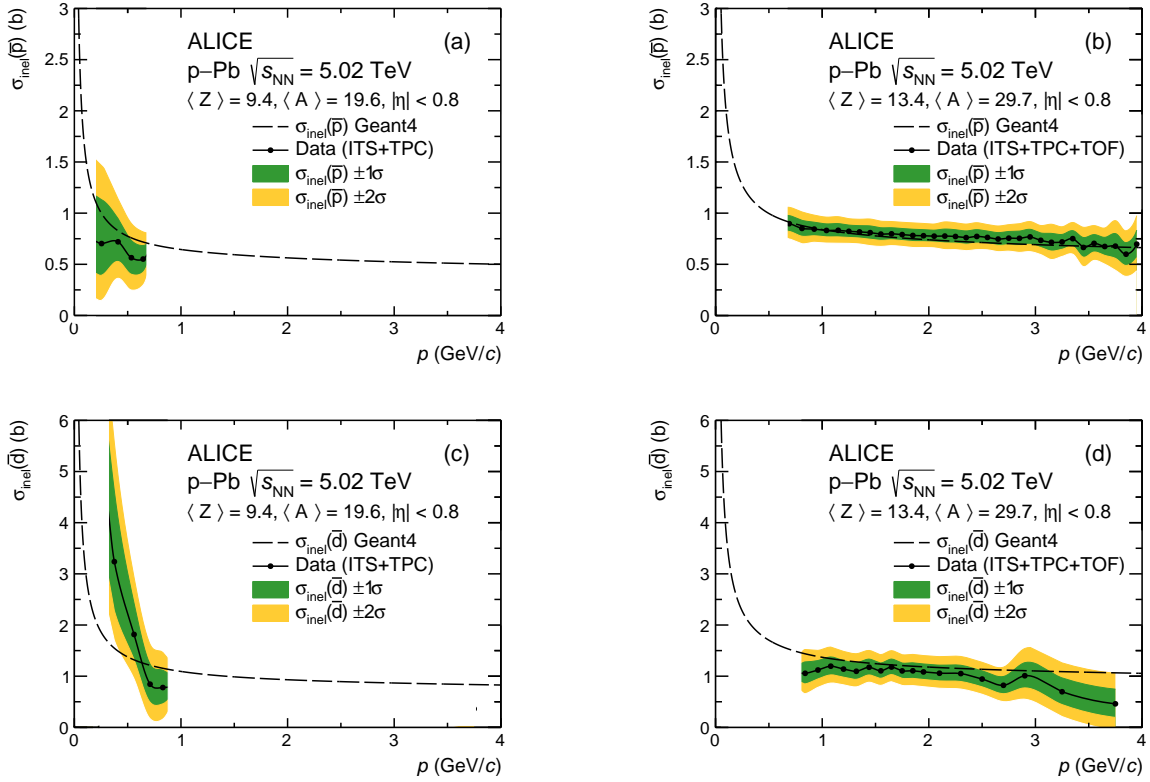 σinel(p̅) (b)
3
2.5
2
1.5
1
0.5
0
0 1 2 3 4
p (GeV/c)
ALICE (a)
p–Pb √sNN = 5.02 TeV
⟨ Z ⟩ = 9.4, ⟨ A ⟩ = 19.6, |η| < 0.8
σinel(p̅) Geant4
Data (ITS+TPC)
σinel(p̅) ±1σ
σinel(p̅) ±2σ
σinel(p̅) (b)
3
2.5
2
1.5
1
0.5
0
0 1 2 3 4
p (GeV/c)
ALICE (b)
p–Pb √sNN = 5.02 TeV
⟨ Z ⟩ = 13.4, ⟨ A ⟩ = 29.7, |η| < 0.8
σinel(p̅) Geant4
Data (ITS+TPC+TOF)
σinel(p̅) ±1σ
σinel(p̅) ±2σ
σinel(d̅) (b)
6
5
4
3
2
1
0
0 1 2 3 4
p (GeV/c)
ALICE (c)
p–Pb √sNN = 5.02 TeV
⟨ Z ⟩ = 9.4, ⟨ A ⟩ = 19.6, |η| < 0.8
σinel(d̅) Geant4
Data (ITS+TPC)
σinel(d̅) ±1σ
σinel(d̅) ±2σ
σinel(d̅) (b)
6
5
4
3
2
1
0
0 1 2 3 4
p (GeV/c)
ALICE (d)
p–Pb √sNN = 5.02 TeV
⟨ Z ⟩ = 13.4, ⟨ A ⟩ = 29.7, |η| < 0.8
σinel(d̅) Geant4
Data (ITS+TPC+TOF)
σinel(d̅) ±1σ
σinel(d̅) ±2σ